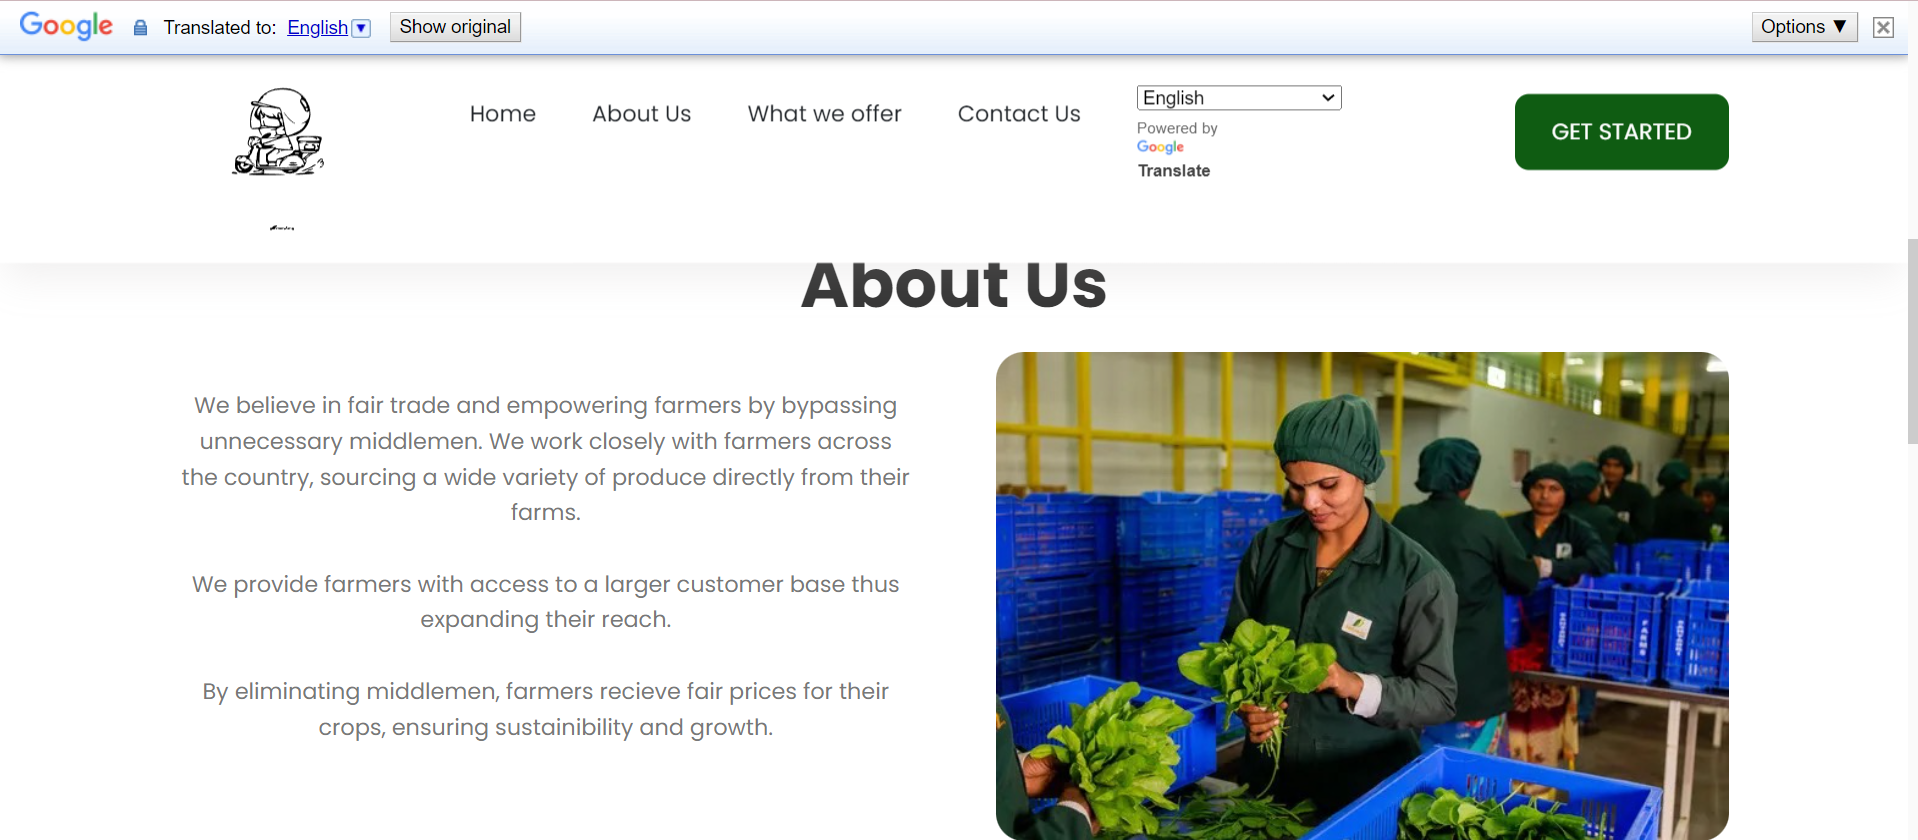 Google Translated to: English ▼ Show original Options ▼
Home About Us What we offer Contact Us English GET STARTED
Powered by
Google
Translate
About Us
We believe in fair trade and empowering farmers by bypassing
unnecessary middlemen. We work closely with farmers across
the country, sourcing a wide variety of produce directly from their
farms.
We provide farmers with access to a larger customer base thus
expanding their reach.
By eliminating middlemen, farmers recieve fair prices for their
crops, ensuring sustainibility and growth.
FARMS